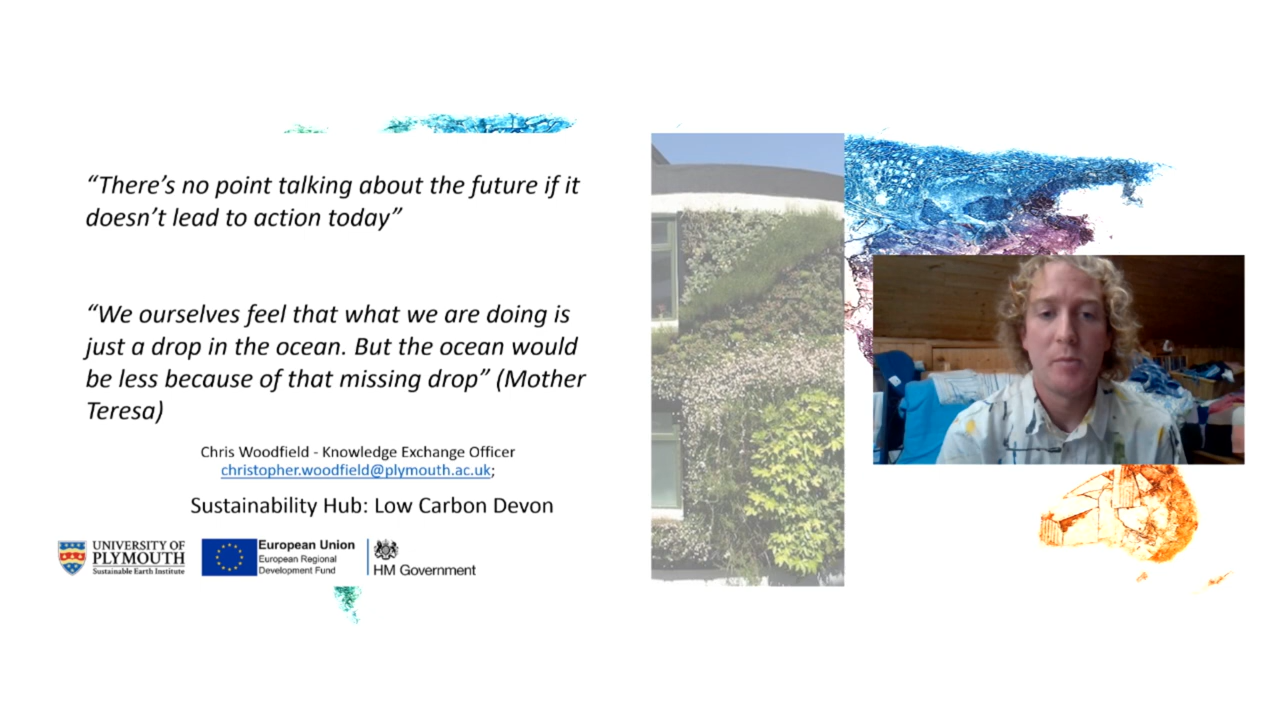 “There’s no point talking about the future if it
doesn’t lead to action today”
“We ourselves feel that what we are doing is
just a drop in the ocean. But the ocean would
be less because of that missing drop” (Mother
Teresa)
Chris Woodfield - Knowledge Exchange Officer
christopher.woodfield@plymouth.ac.uk;
Sustainability Hub: Low Carbon Devon
UNIVERSITY OF
PLYMOUTH
Sustainable Earth Institute
European Union
European Regional
Development Fund
HM Government